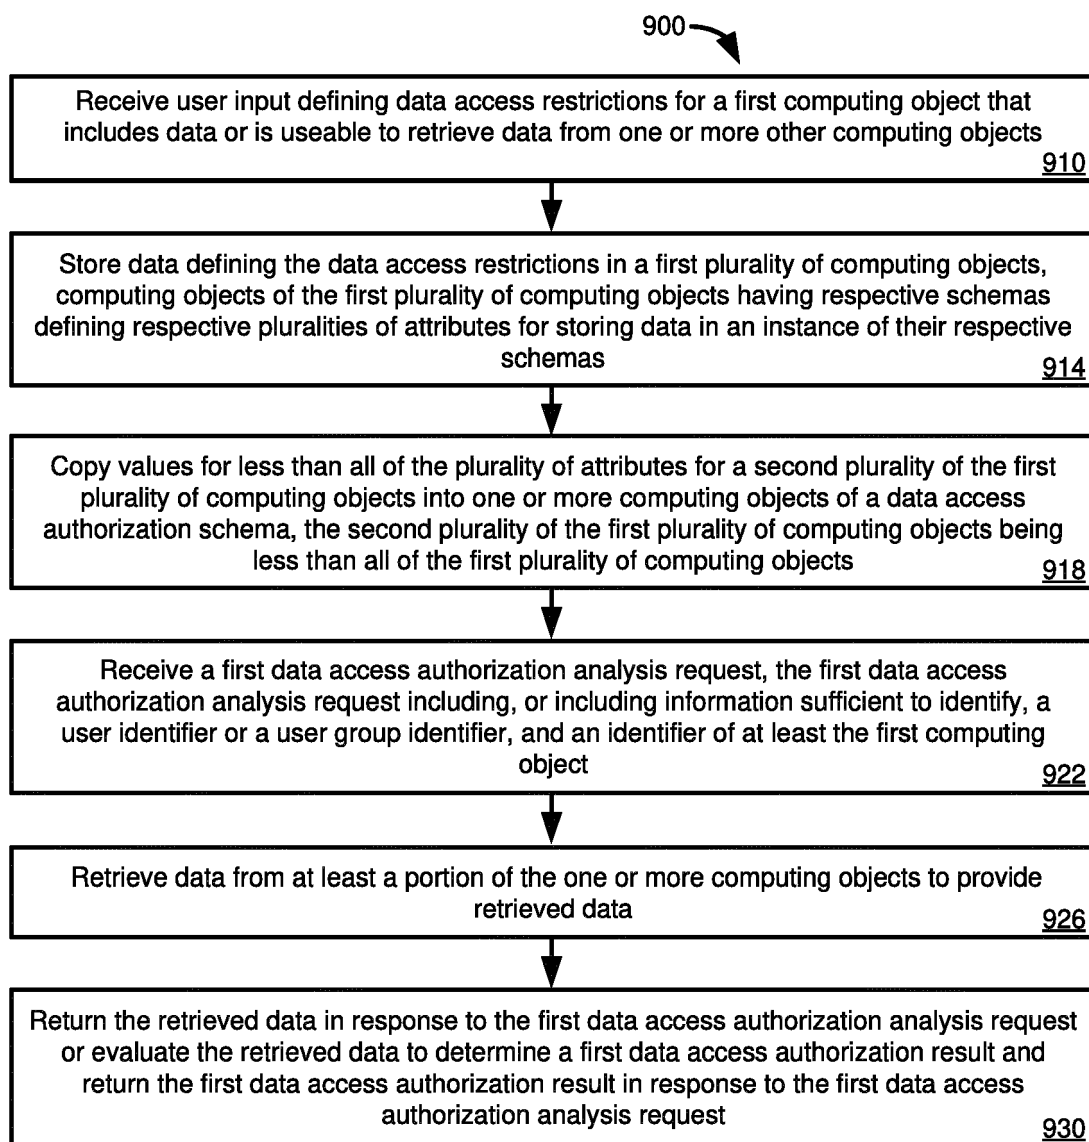 900
Receive user input defining data access restrictions for a first computing object that
includes data or is useable to retrieve data from one or more other computing objects
910
Store data defining the data access restrictions in a first plurality of computing objects,
computing objects of the first plurality of computing objects having respective schemas
defining respective pluralities of attributes for storing data in an instance of their respective
schemas
914
Copy values for less than all of the plurality of attributes for a second plurality of the first
plurality of computing objects into one or more computing objects of a data access
authorization schema, the second plurality of the first plurality of computing objects being
less than all of the first plurality of computing objects
918
Receive a first data access authorization analysis request, the first data access
authorization analysis request including, or including information sufficient to identify, a
user identifier or a user group identifier, and an identifier of at least the first computing
object
922
Retrieve data from at least a portion of the one or more computing objects to provide
retrieved data
926
Return the retrieved data in response to the first data access authorization analysis request
or evaluate the retrieved data to determine a first data access authorization result and
return the first data access authorization result in response to the first data access
authorization analysis request
930